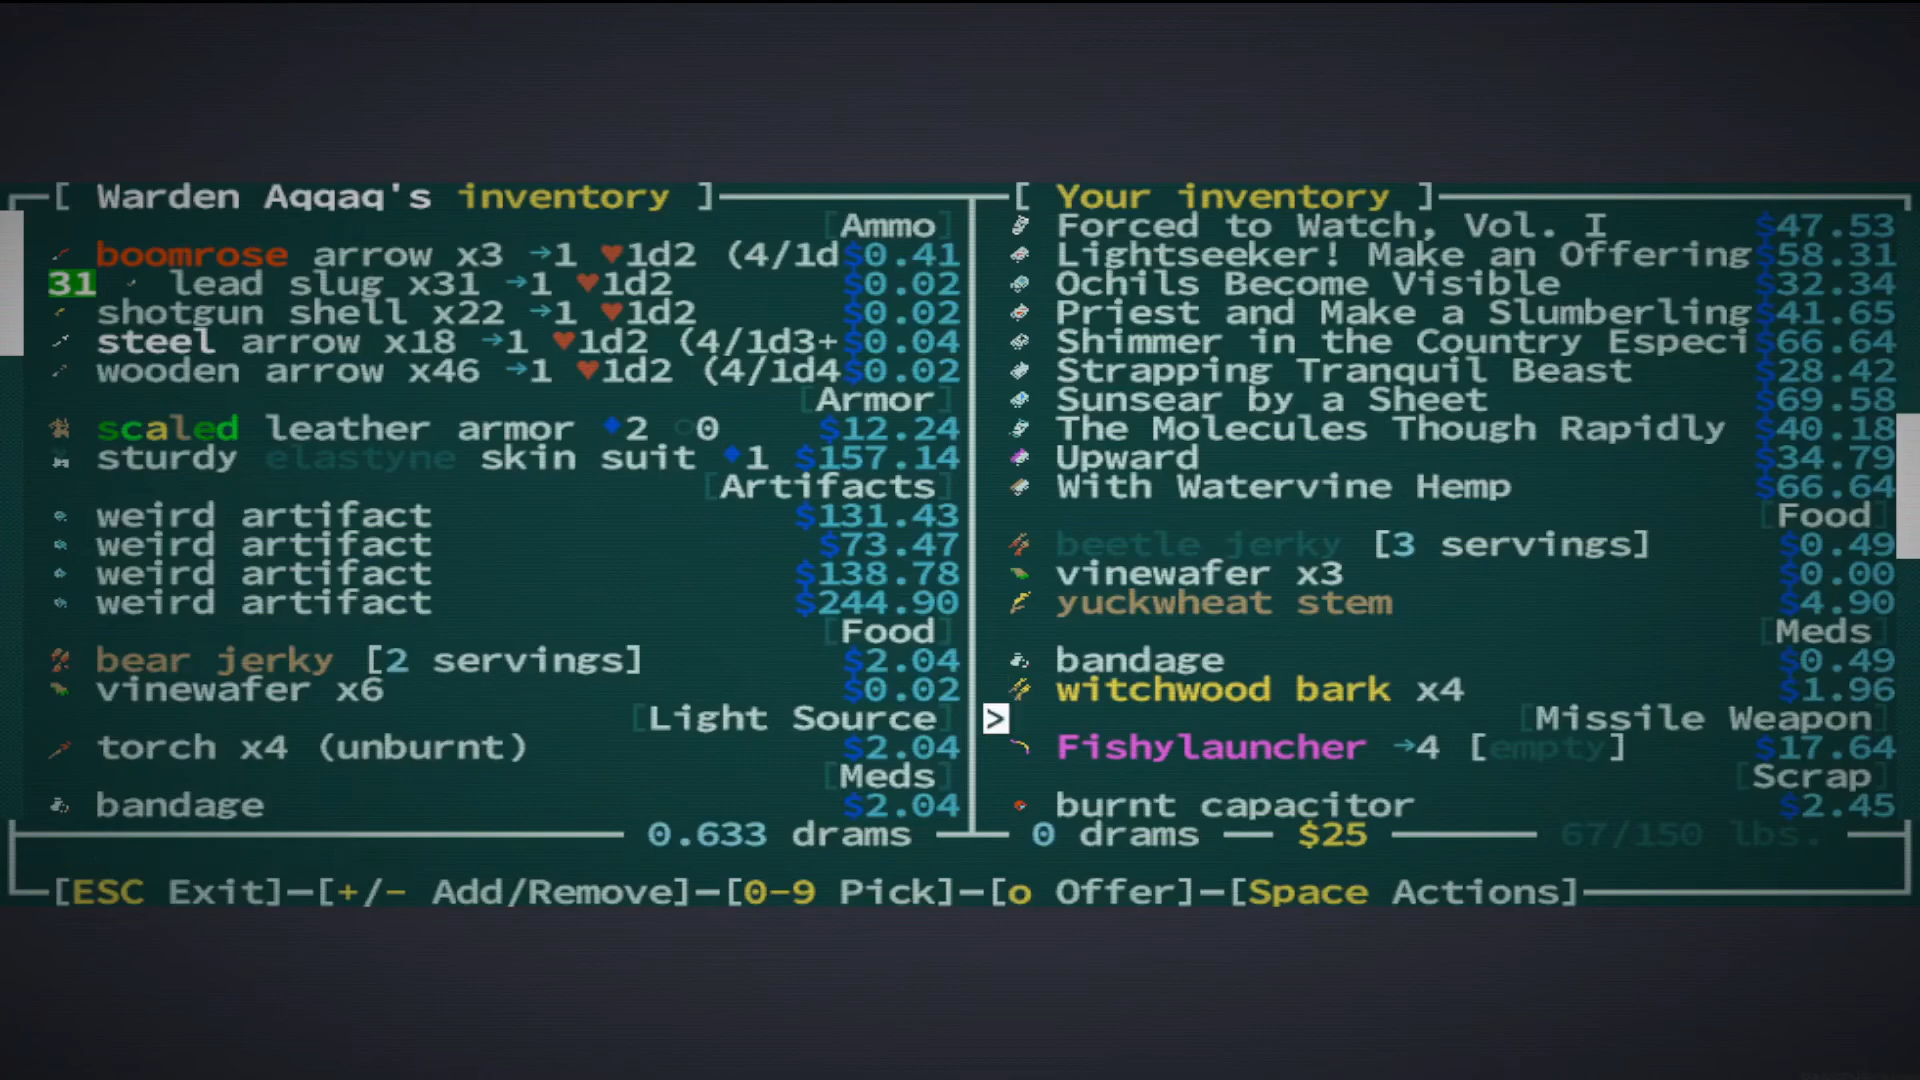 [ Warden Aqqaq's inventory ]
[Ammo]
boomrose arrow x3 →1 ♥1d2 (4/1d $0.41
31 lead slug x31 →1 ♥1d2 $0.02
shotgun shell x22 →1 ♥1d2 $0.02
steel arrow x18 →1 ♥1d2 (4/1d3+ $0.04
wooden arrow x46 →1 ♥1d2 (4/1d4 $0.02
[Armor]
scaled leather armor ♦2 ○0 $12.24
sturdy elastyne skin suit ♦1 $157.14
[Artifacts]
weird artifact $131.43
weird artifact $73.47
weird artifact $138.78
weird artifact $244.90
[Food]
bear jerky [2 servings] $2.04
vinewafer x6 $0.02
[Light Source]
torch x4 (unburnt) $2.04
[Meds]
bandage $2.04
0.633 drams
[ Your inventory ]
Forced to Watch, Vol. I $47.53
Lightseeker! Make an Offering $58.31
Ochils Become Visible $32.34
Priest and Make a Slumberling $41.65
Shimmer in the Country Especi $66.64
Strapping Tranquil Beast $28.42
Sunsear by a Sheet $69.58
The Molecules Though Rapidly $40.18
Upward $34.79
With Watervine Hemp $66.64
[Food]
beetle jerky [3 servings] $0.49
vinewafer x3 $0.00
yuckwheat stem $4.90
[Meds]
bandage $0.49
witchwood bark x4 $1.96
> [Missile Weapon]
Fishylauncher →4 [empty] $17.64
[Scrap]
burnt capacitor $2.45
0 drams — $25 67/150 lbs.
[ESC Exit]—[+/- Add/Remove]—[0-9 Pick]—[o Offer]—[Space Actions]